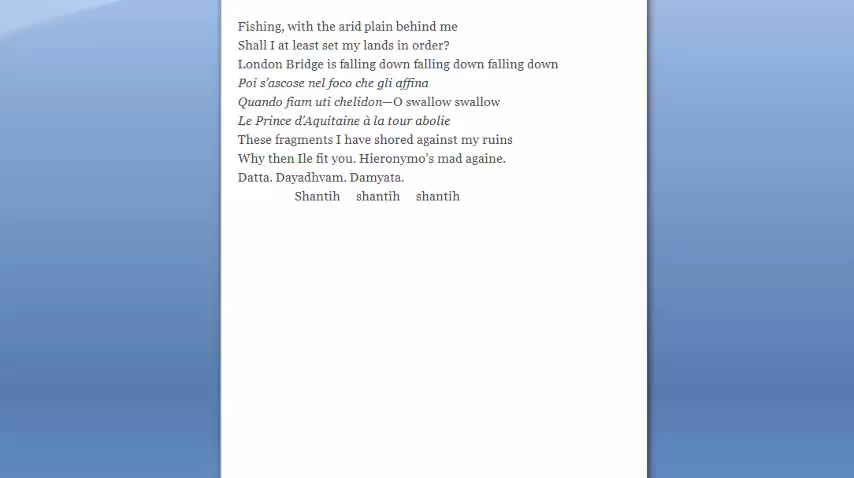 Fishing, with the arid plain behind me
Shall I at least set my lands in order?
London Bridge is falling down falling down falling down
Poi s’ascose nel foco che gli affina
Quando fiam uti chelidon—O swallow swallow
Le Prince d’Aquitaine à la tour abolie
These fragments I have shored against my ruins
Why then Ile fit you. Hieronymo’s mad againe.
Datta. Dayadhvam. Damyata.
Shantih shantih shantih